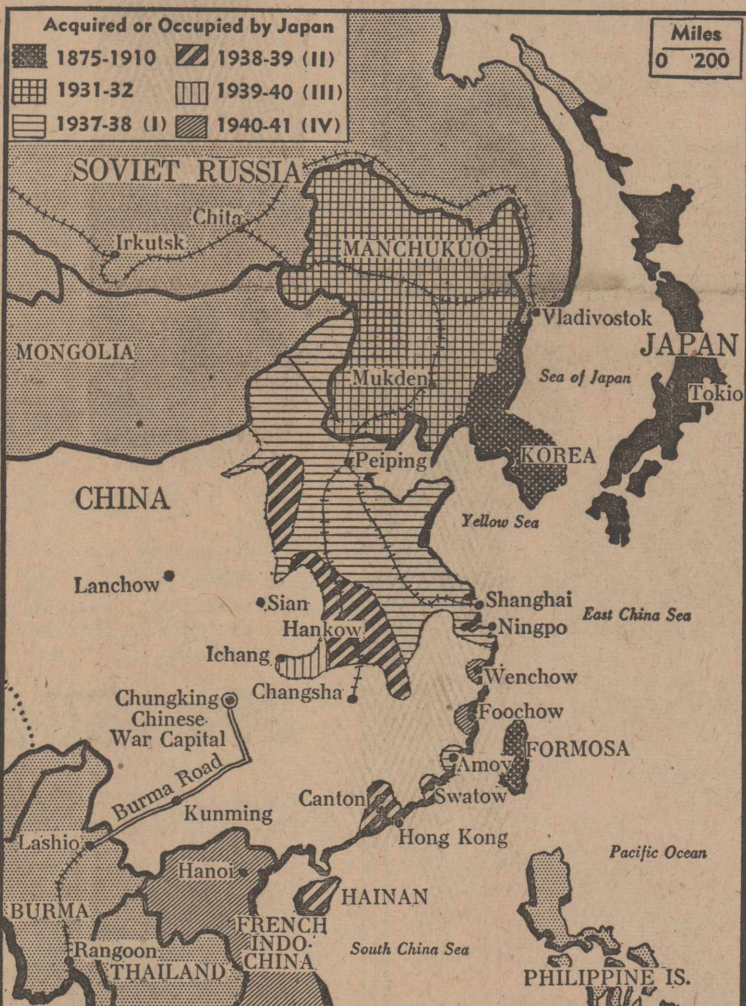 Acquired or Occupied by Japan
1875-1910
1938-39 (II)
1931-32
1939-40 (III)
1937-38 (I)
1940-41 (IV)
Miles
0 200
SOVIET RUSSIA
Chita
Irkutsk
MANCHUKUO
Vladivostok
MONGOLIA
JAPAN
Mukden
Sea of Japan
Tokio
Peiping
KOREA
CHINA
Yellow Sea
Lanchow
Sian
Shanghai
East China Sea
Hankow
Ningpo
Ichang
Wenchow
Changsha
Chungking
Chinese
War Capital
Foochow
FORMOSA
Amoy
Burma Road
Canton
Swatow
Kunming
Hong Kong
Lashio
Pacific Ocean
Hanoi
HAINAN
BURMA
FRENCH
INDO-
CHINA
South China Sea
Rangoon
THAILAND
PHILIPPINE IS.